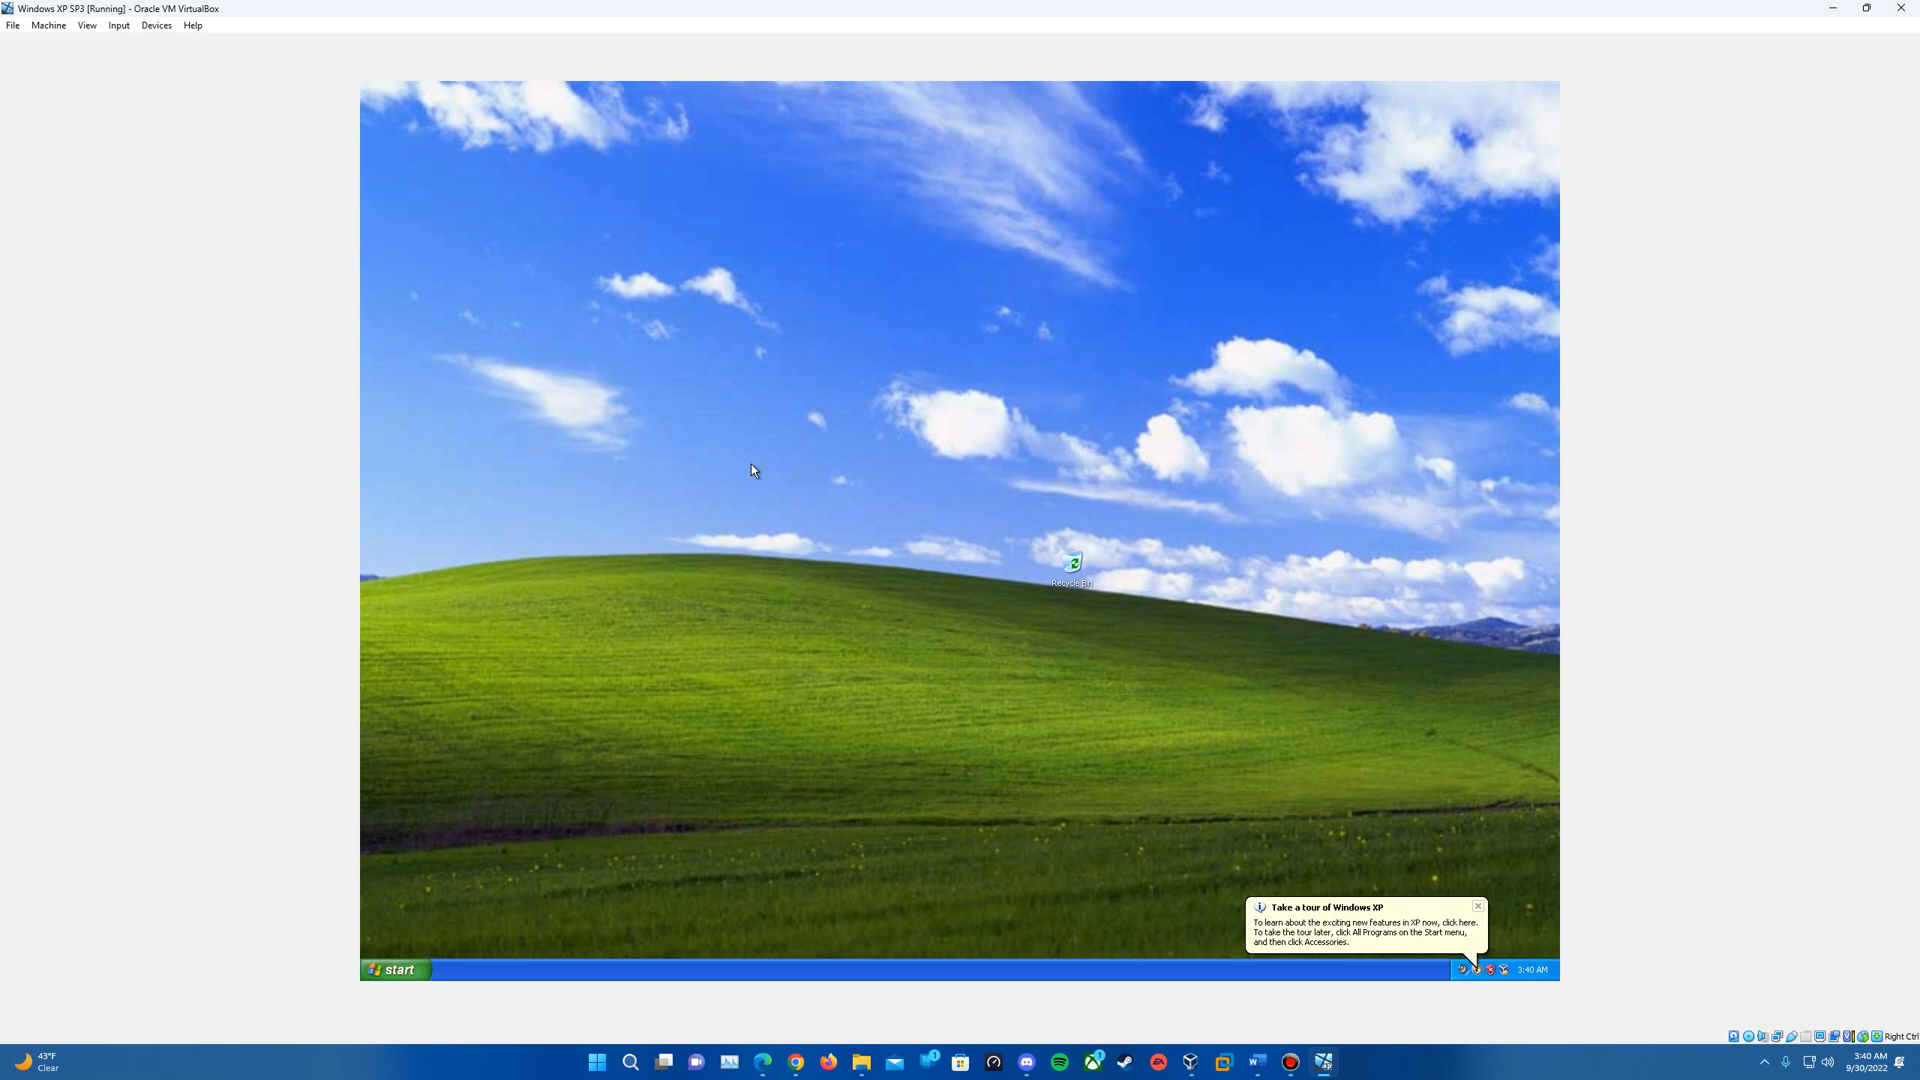 Windows XP SP3 [Running] - Oracle VM VirtualBox
File Machine View Input Devices Help
Recycle Bin
Take a tour of Windows XP
To learn about the exciting new features in XP now, click here.
To take the tour later, click All Programs on the Start menu,
and then click Accessories.
start
3:40 AM
Right Ctrl
43°F
Clear
1
1
XP
3:40 AM
9/30/2022